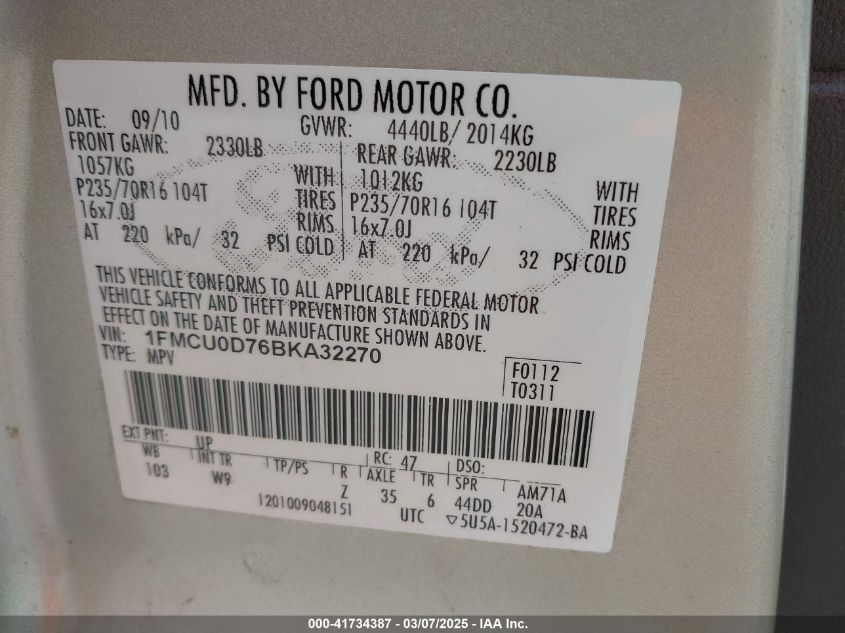 MFD. BY FORD MOTOR CO.
DATE: 09/10 GVWR: 4440LB/ 2014KG
FRONT GAWR: 2330LB REAR GAWR: 2230LB
1057KG WITH 1012KG WITH
P235/70R16 104T TIRES P235/70R16 104T TIRES
16x7.0J RIMS 16x7.0J RIMS
AT 220 kPa/ 32 PSI COLD AT 220 kPa/ 32 PSI COLD
THIS VEHICLE CONFORMS TO ALL APPLICABLE FEDERAL MOTOR
VEHICLE SAFETY AND THEFT PREVENTION STANDARDS IN
EFFECT ON THE DATE OF MANUFACTURE SHOWN ABOVE.
VIN: 1FMCU0D76BKA32270
TYPE: MPV
F0112
T0311
EXT PNT: UP RC: 47 DSO:
WB INT TR TP/PS R AXLE TR SPR AM71A
103 W9 Z 35 6 44DD 20A
1201009048151 UTC ▽5U5A-1520472-BA
000-41734387 - 03/07/2025 - IAA Inc.